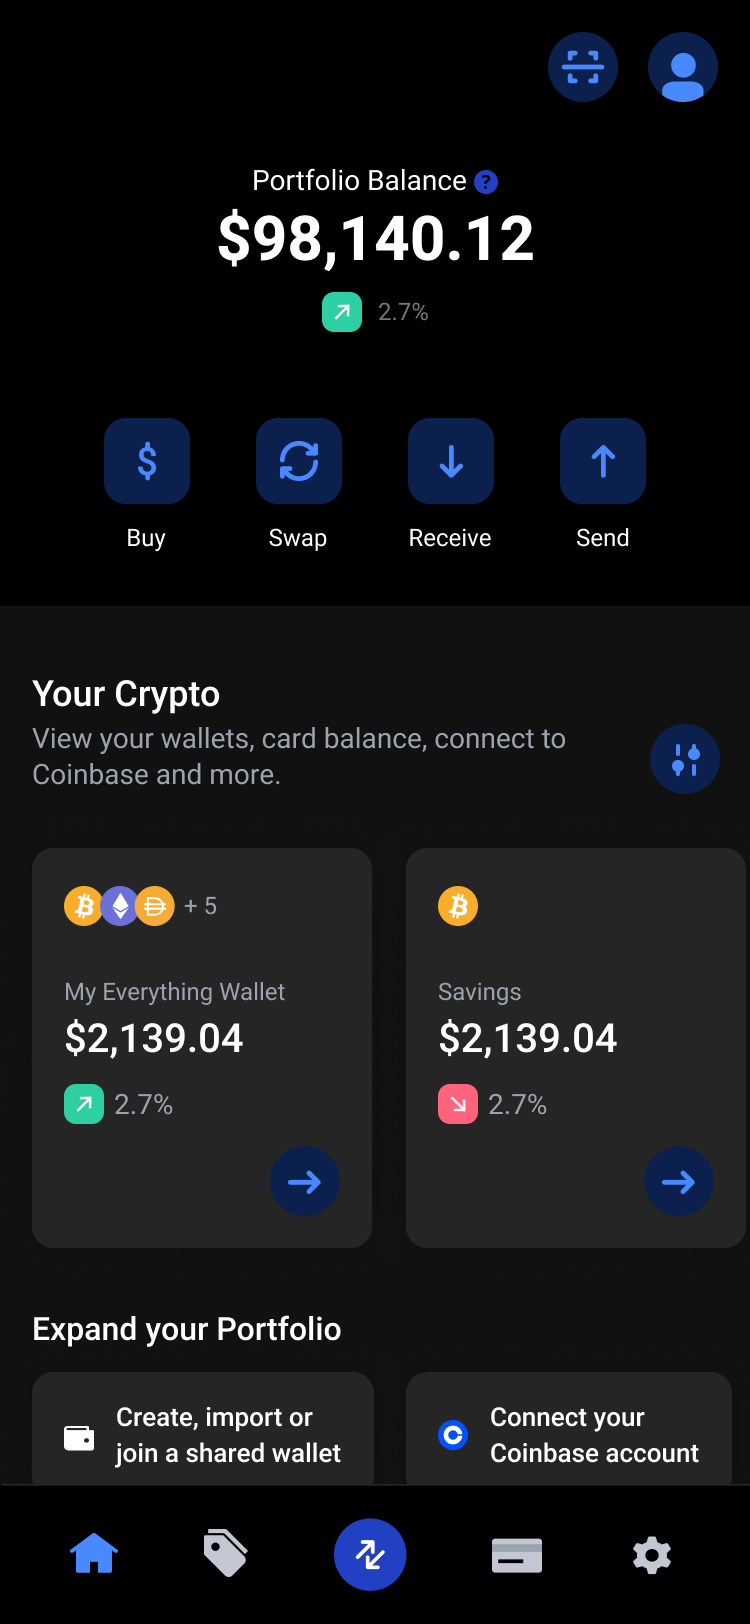 Portfolio Balance ?
$98,140.12
2.7%
$
Buy
Swap
Receive
Send
Your Crypto
View your wallets, card balance, connect to
Coinbase and more.
+ 5
My Everything Wallet
$2,139.04
2.7%
Savings
$2,139.04
2.7%
Expand your Portfolio
Create, import or
join a shared wallet
Connect your
Coinbase account